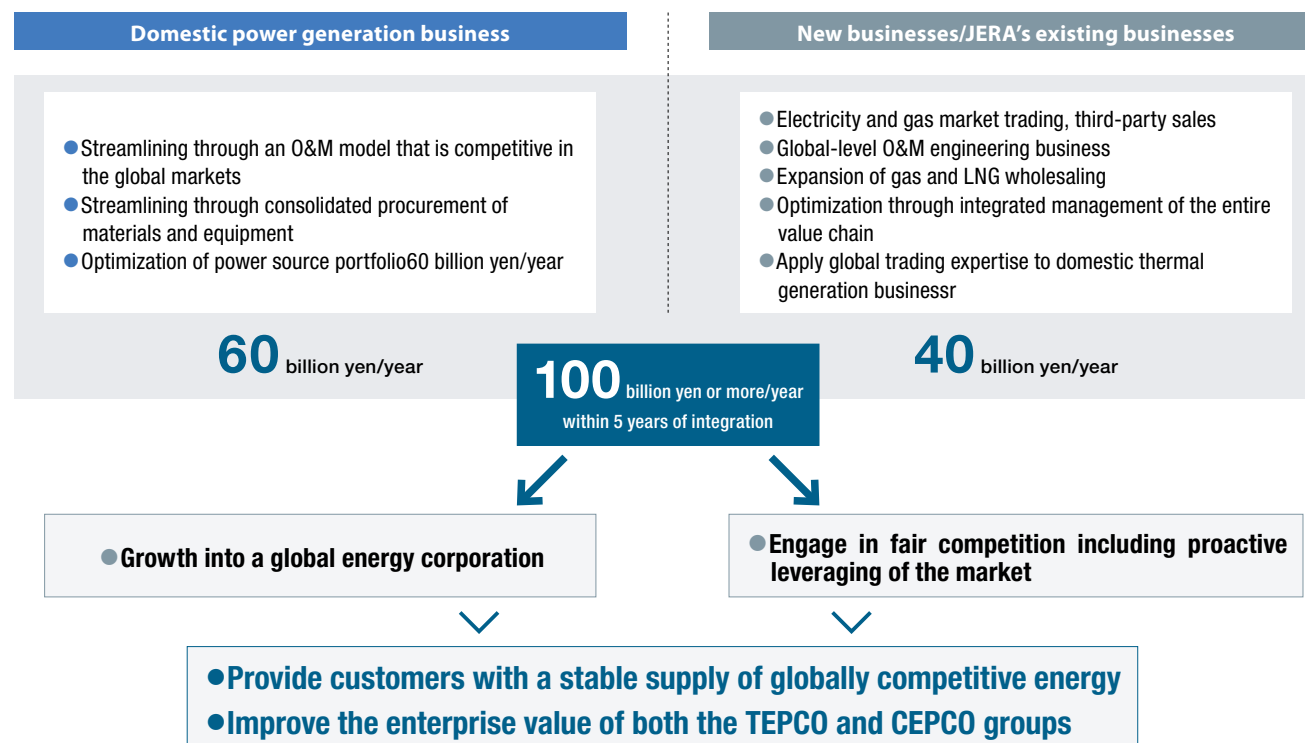 Domestic power generation business
New businesses/JERA's existing businesses
●Streamlining through an O&M model that is competitive in
the global markets
●Streamlining through consolidated procurement of
materials and equipment
●Optimization of power source portfolio60 billion yen/year
●Electricity and gas market trading, third-party sales
●Global-level O&M engineering business
●Expansion of gas and LNG wholesaling
●Optimization through integrated management of the entire
value chain
●Apply global trading expertise to domestic thermal
generation businessr
60 billion yen/year
40 billion yen/year
100 billion yen or more/year
within 5 years of integration
●Growth into a global energy corporation
●Engage in fair competition including proactive
leveraging of the market
●Provide customers with a stable supply of globally competitive energy
●Improve the enterprise value of both the TEPCO and CEPCO groups